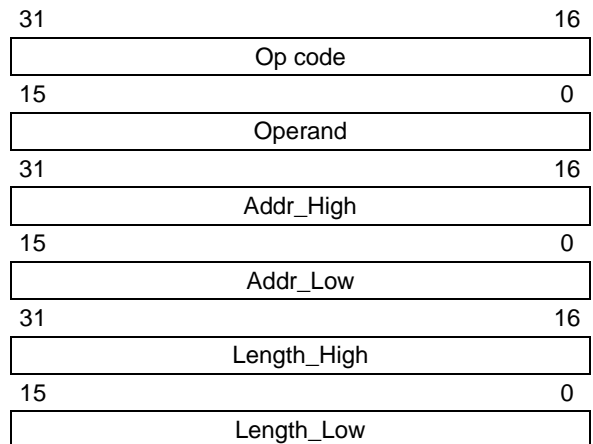 31 16
Op code
15 0
Operand
31 16
Addr_High
15 0
Addr_Low
31 16
Length_High
15 0
Length_Low